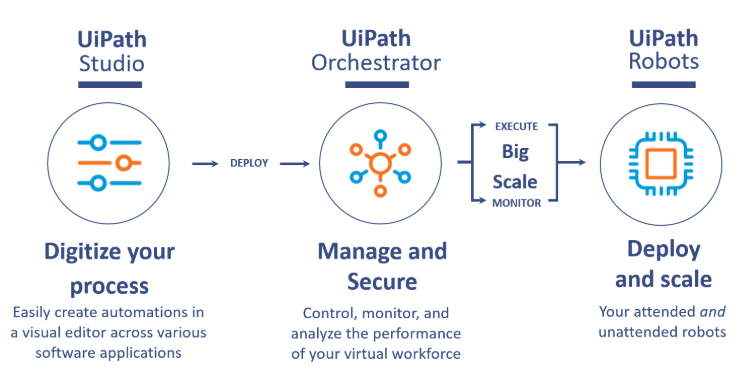 UiPath
Studio
DEPLOY
Digitize your
process
Easily create automations in
a visual editor across various
software applications
UiPath
Orchestrator
Manage and
Secure
Control, monitor, and
analyze the performance
of your virtual workforce
EXECUTE
Big
Scale
MONITOR
UiPath
Robots
Deploy
and scale
Your attended and
unattended robots